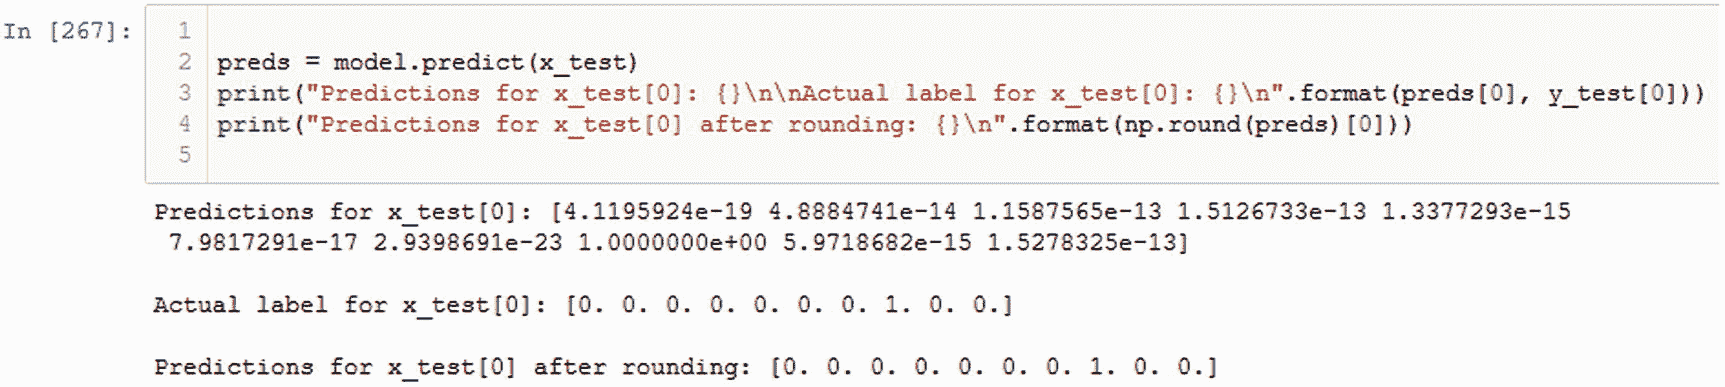 In [267]:
1
2 preds = model.predict(x_test)
3 print("Predictions for x_test[0]: {}\n\nActual label for x_test[0]: {}\n".format(preds[0], y_test[0]))
4 print("Predictions for x_test[0] after rounding: {}\n".format(np.round(preds)[0]))
5
Predictions for x_test[0]: [4.1195924e-19 4.8884741e-14 1.1587565e-13 1.5126733e-13 1.3377293e-15
7.9817291e-17 2.9398691e-23 1.0000000e+00 5.9718682e-15 1.5278325e-13]
Actual label for x_test[0]: [0. 0. 0. 0. 0. 0. 0. 1. 0. 0.]
Predictions for x_test[0] after rounding: [0. 0. 0. 0. 0. 0. 0. 1. 0. 0.]